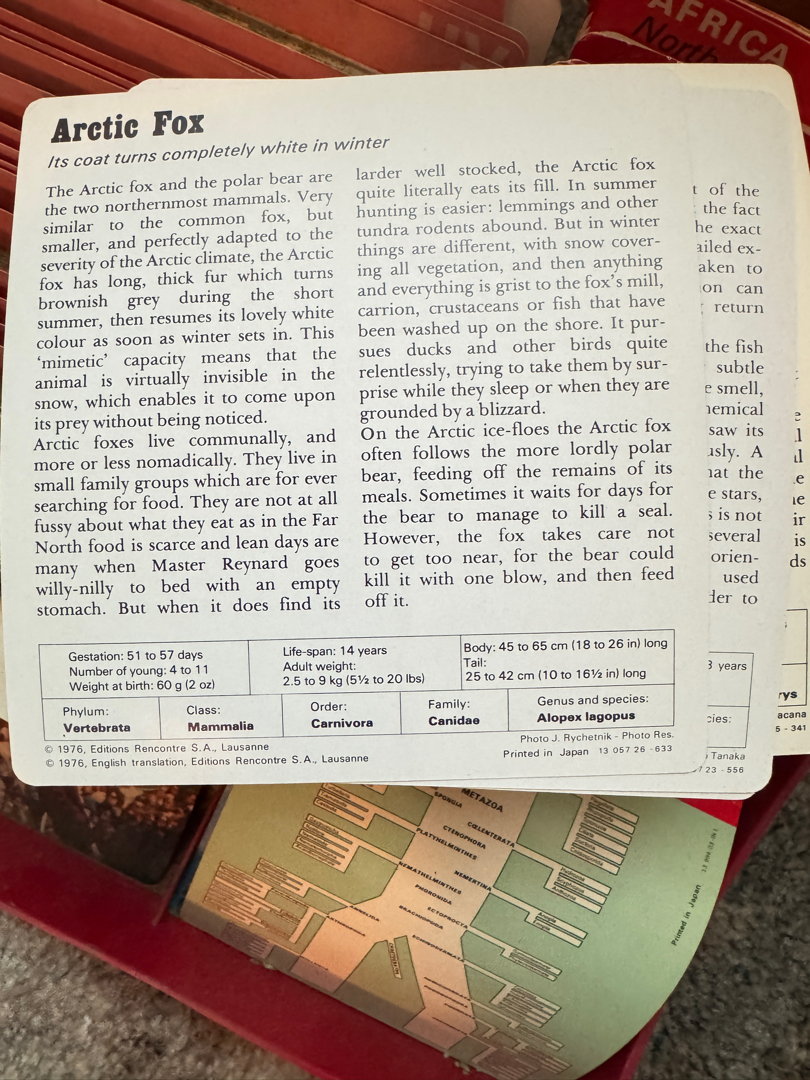 AFRICA
North
Arctic Fox
Its coat turns completely white in winter
The Arctic fox and the polar bear are
the two northernmost mammals. Very
similar to the common fox, but
smaller, and perfectly adapted to the
severity of the Arctic climate, the Arctic
fox has long, thick fur which turns
brownish grey during the short
summer, then resumes its lovely white
colour as soon as winter sets in. This
‘mimetic’ capacity means that the
animal is virtually invisible in the
snow, which enables it to come upon
its prey without being noticed.
Arctic foxes live communally, and
more or less nomadically. They live in
small family groups which are for ever
searching for food. They are not at all
fussy about what they eat as in the Far
North food is scarce and lean days are
many when Master Reynard goes
willy-nilly to bed with an empty
stomach. But when it does find its
larder well stocked, the Arctic fox
quite literally eats its fill. In summer
hunting is easier: lemmings and other
tundra rodents abound. But in winter
things are different, with snow cover-
ing all vegetation, and then anything
and everything is grist to the fox's mill,
carrion, crustaceans or fish that have
been washed up on the shore. It pur-
sues ducks and other birds quite
relentlessly, trying to take them by sur-
prise while they sleep or when they are
grounded by a blizzard.
On the Arctic ice-floes the Arctic fox
often follows the more lordly polar
bear, feeding off the remains of its
meals. Sometimes it waits for days for
the bear to manage to kill a seal.
However, the fox takes care not
to get too near, for the bear could
kill it with one blow, and then feed
off it.
Gestation: 51 to 57 days
Number of young: 4 to 11
Weight at birth: 60 g (2 oz)
Life-span: 14 years
Adult weight:
2.5 to 9 kg (5½ to 20 lbs)
Body: 45 to 65 cm (18 to 26 in) long
Tail:
25 to 42 cm (10 to 16½ in) long
Phylum:
Vertebrata
Class:
Mammalia
Order:
Carnivora
Family:
Canidae
Genus and species:
Alopex lagopus
© 1976, Editions Rencontre S.A., Lausanne
© 1976, English translation, Editions Rencontre S.A., Lausanne
Photo J. Rychetnik - Photo Res.
Printed in Japan 13 057 26 -633
of the
the fact
exact
ex-
to
can
return
the fish
subtle
smell,
saw its
A
the
stars,
is not
several
orien-
used
to
years
Tanaka
23 - 556
is
- 341
METAZOA
SPONGIA
CŒLENTERATA
CTENOPHORA
PLATYHELMINTHES
NEMERTINA
NEMATHELMINTHES
PHORONIDA
ECTOPROCTA
BRACHIOPODA
ANNELIDA
ECHINODERMATA
Printed in Japan